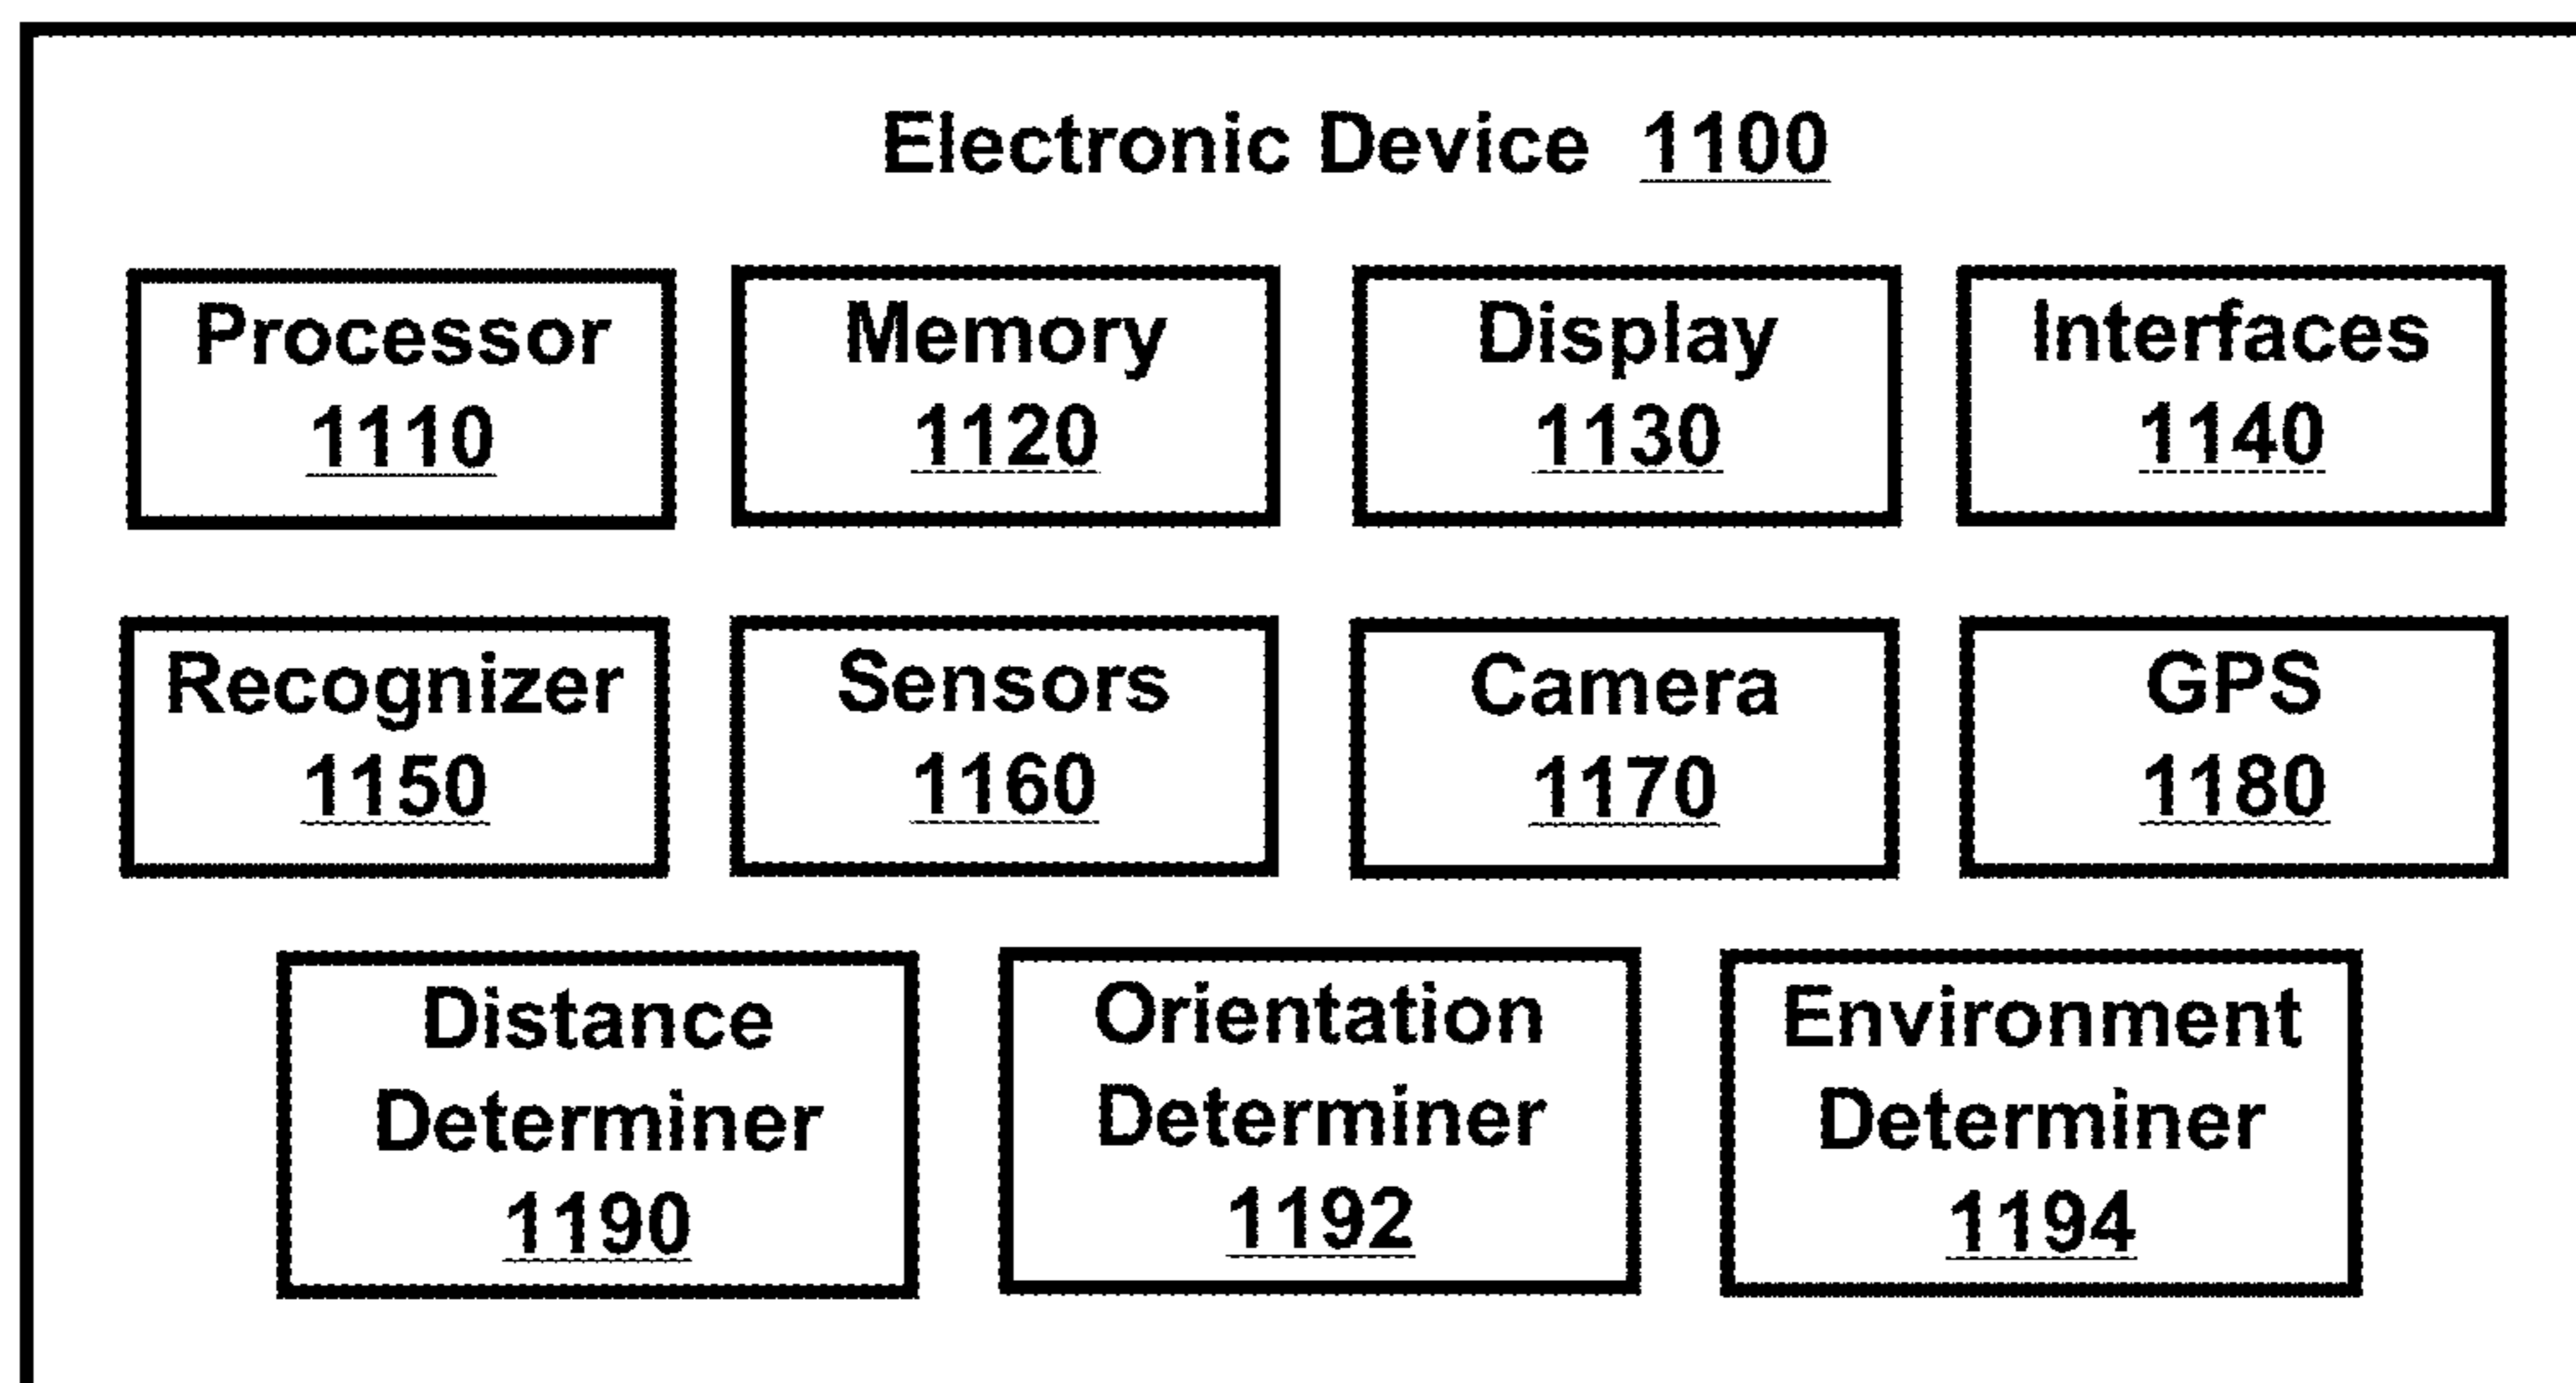 Electronic Device 1100
Processor
1110
Memory
1120
Display
1130
Interfaces
1140
Recognizer
1150
Sensors
1160
Camera
1170
GPS
1180
Distance
Determiner
1190
Orientation
Determiner
1192
Environment
Determiner
1194